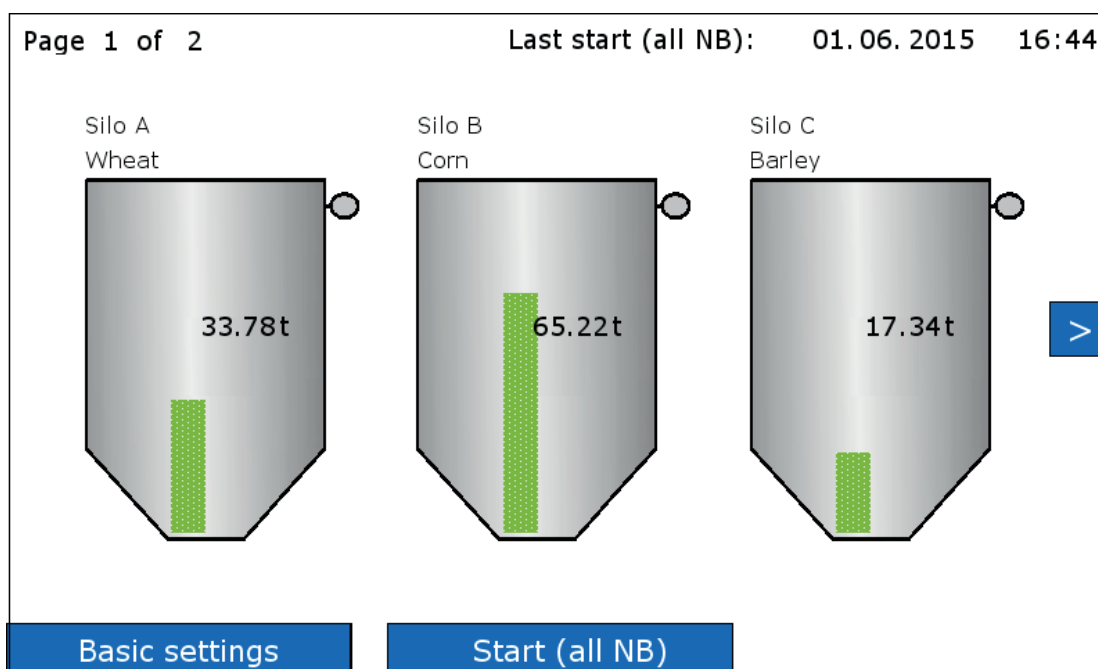 Page 1 of 2 Last start (all NB): 01.06.2015 16:44
Silo A Silo B Silo C
Wheat Corn Barley
33.78t 65.22t 17.34t
>
Basic settings Start (all NB)